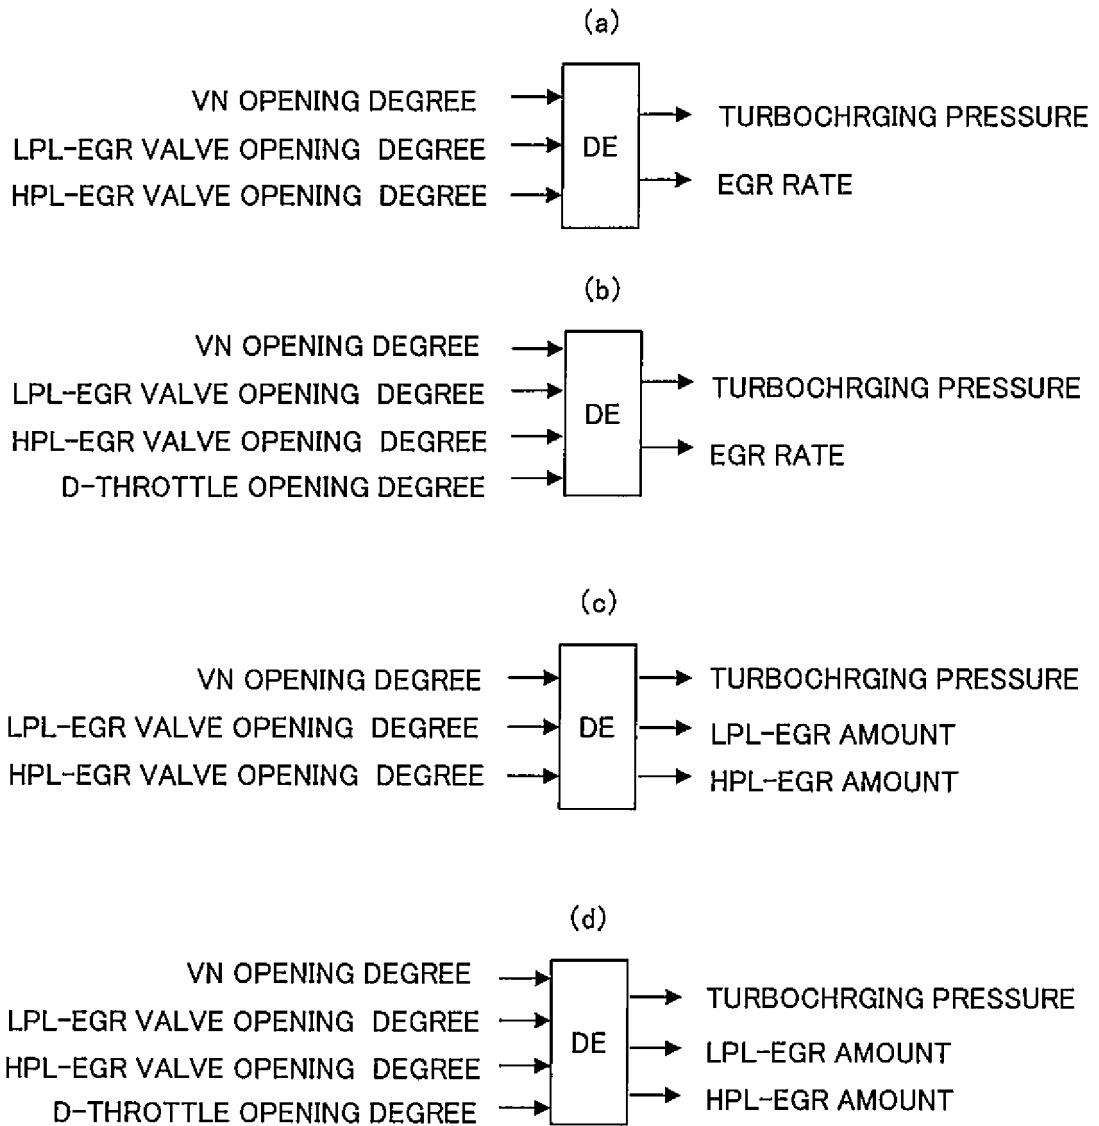 (a)
VN OPENING DEGREE
TURBOCHRGING PRESSURE
LPL-EGR VALVE OPENING DEGREE
DE
HPL-EGR VALVE OPENING DEGREE
EGR RATE
(b)
VN OPENING DEGREE
LPL-EGR VALVE OPENING DEGREE
TURBOCHRGING PRESSURE
DE
HPL-EGR VALVE OPENING DEGREE
EGR RATE
D-THROTTLE OPENING DEGREE
(c)
VN OPENING DEGREE
TURBOCHRGING PRESSURE
LPL-EGR VALVE OPENING DEGREE
DE
LPL-EGR AMOUNT
HPL-EGR VALVE OPENING DEGREE
HPL-EGR AMOUNT
(d)
VN OPENING DEGREE
TURBOCHRGING PRESSURE
LPL-EGR VALVE OPENING DEGREE
DE
LPL-EGR AMOUNT
HPL-EGR VALVE OPENING DEGREE
HPL-EGR AMOUNT
D-THROTTLE OPENING DEGREE